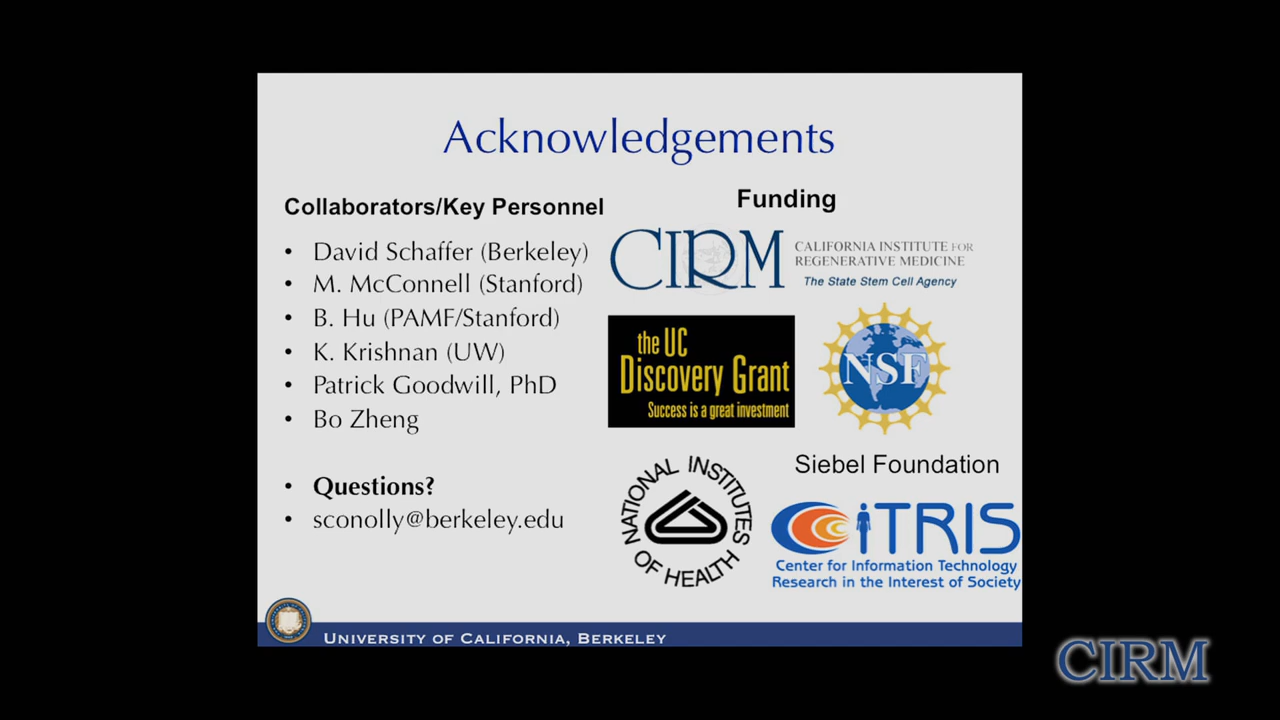 Acknowledgements
Collaborators/Key Personnel
• David Schaffer (Berkeley)
• M. McConnell (Stanford)
• B. Hu (PAMF/Stanford)
• K. Krishnan (UW)
• Patrick Goodwill, PhD
• Bo Zheng
• Questions?
• sconolly@berkeley.edu
Funding
CIRM
CALIFORNIA INSTITUTE FOR
REGENERATIVE MEDICINE
The State Stem Cell Agency
the UC
Discovery Grant
Success is a great investment
NSF
NATIONAL INSTITUTES
OF HEALTH
Siebel Foundation
CiTRIS
Center for Information Technology
Research in the Interest of Society
UNIVERSITY OF CALIFORNIA, BERKELEY
CIRM